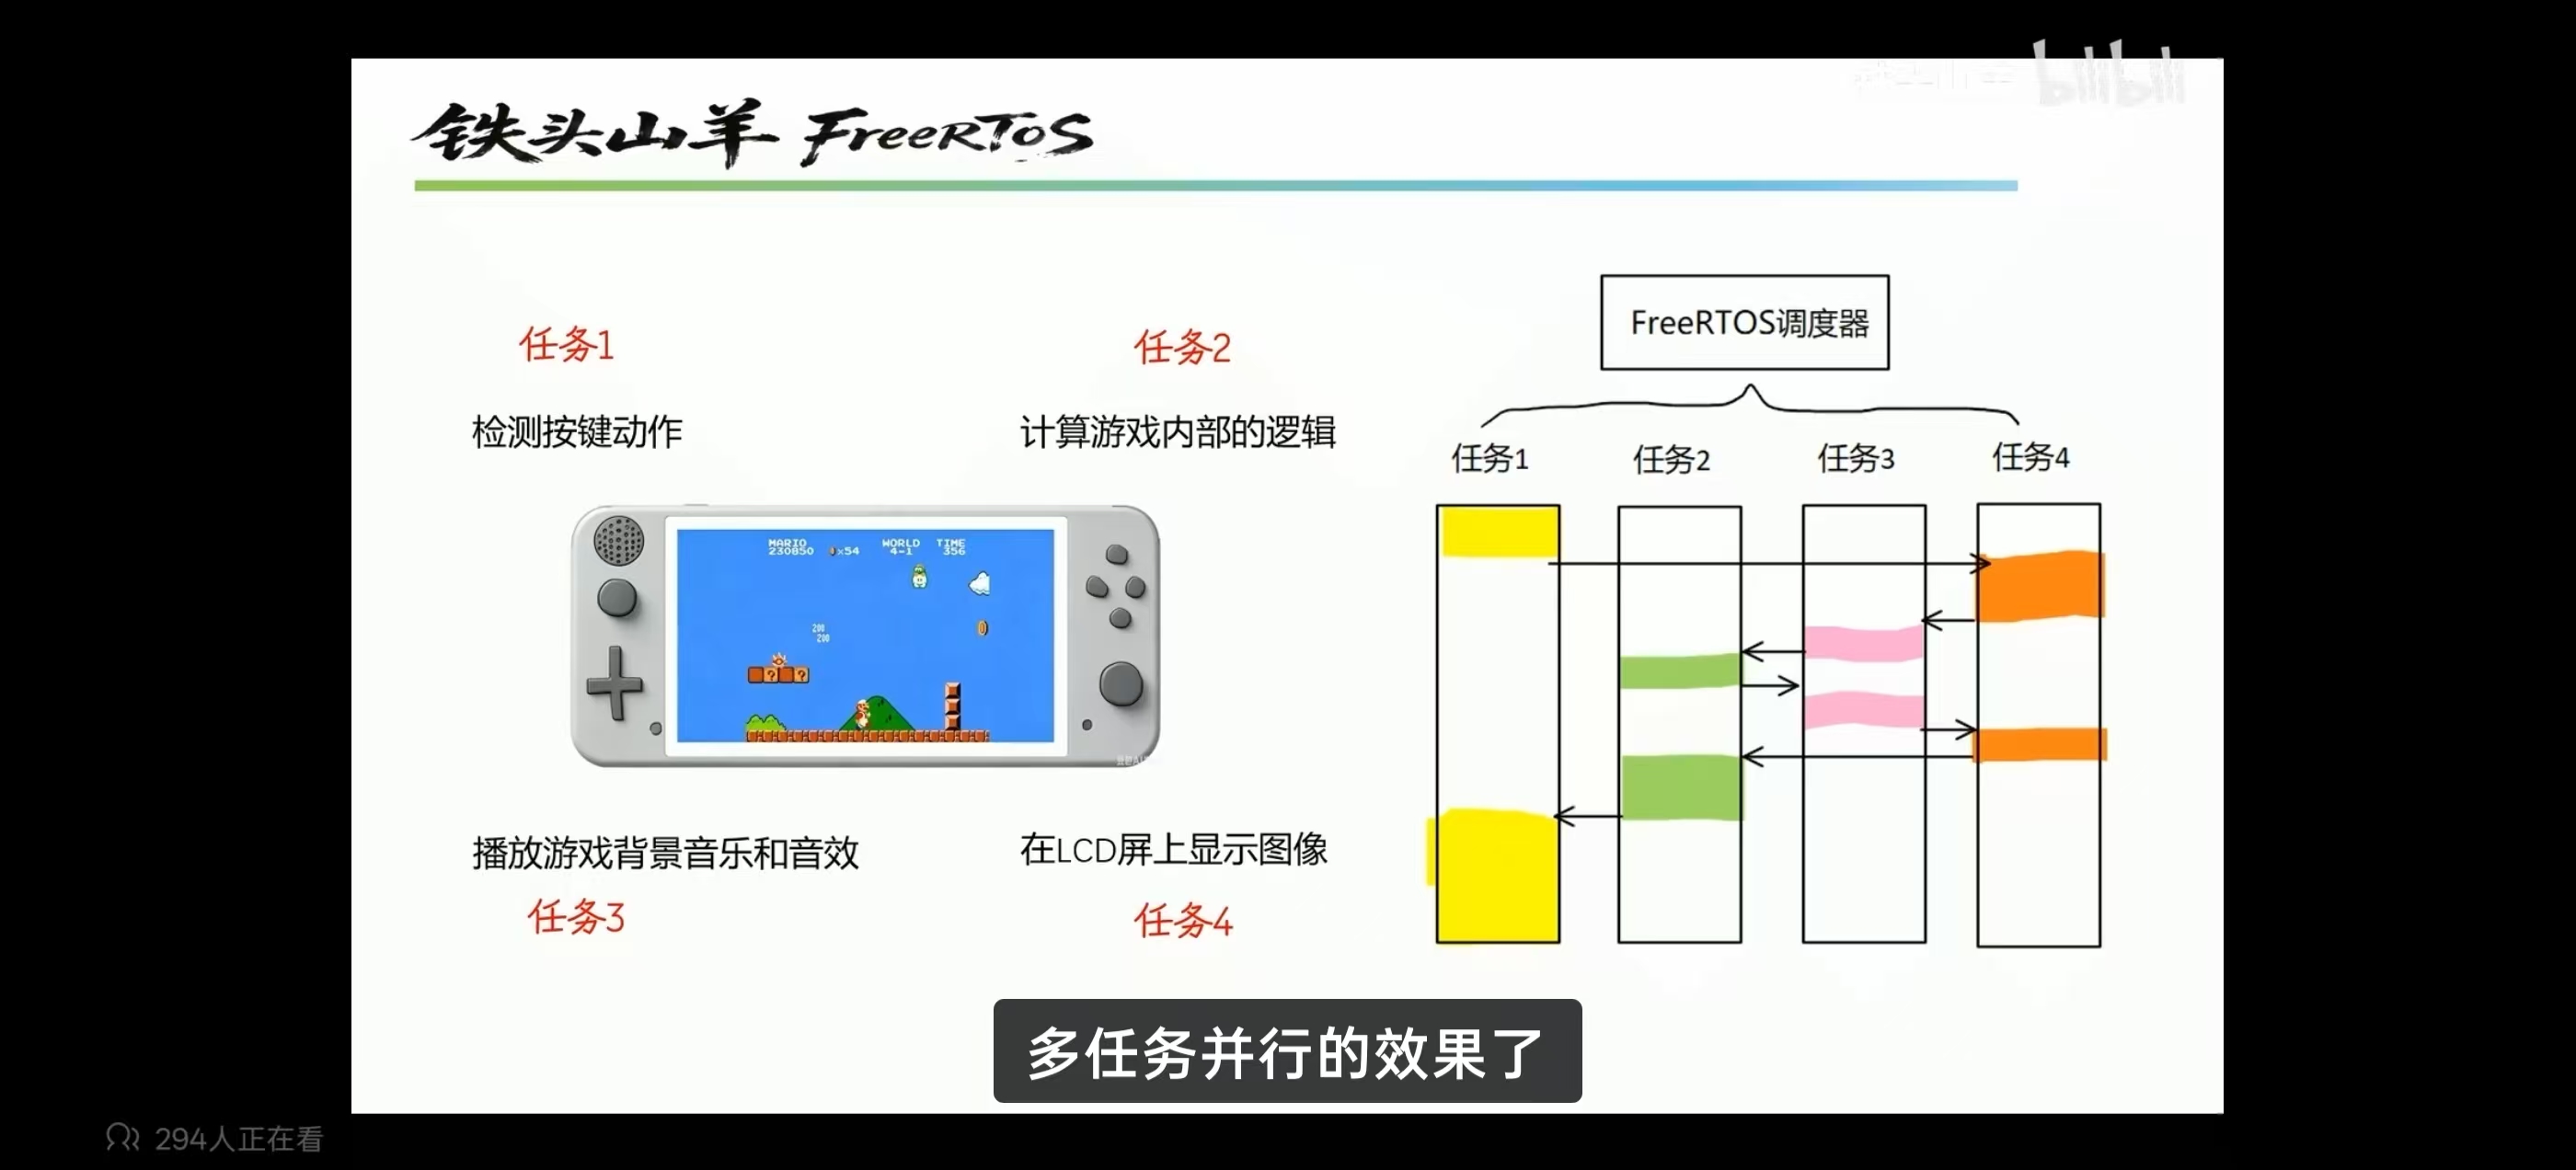 bilibili
铁头山羊 FreeRTOS
任务1
任务2
检测按键动作
计算游戏内部的逻辑
MARIO
230850
x54
WORLD
4-1
TIME
356
200
200
播放游戏背景音乐和音效
在LCD屏上显示图像
任务3
任务4
FreeRTOS调度器
任务1
任务2
任务3
任务4
多任务并行的效果了
294人正在看